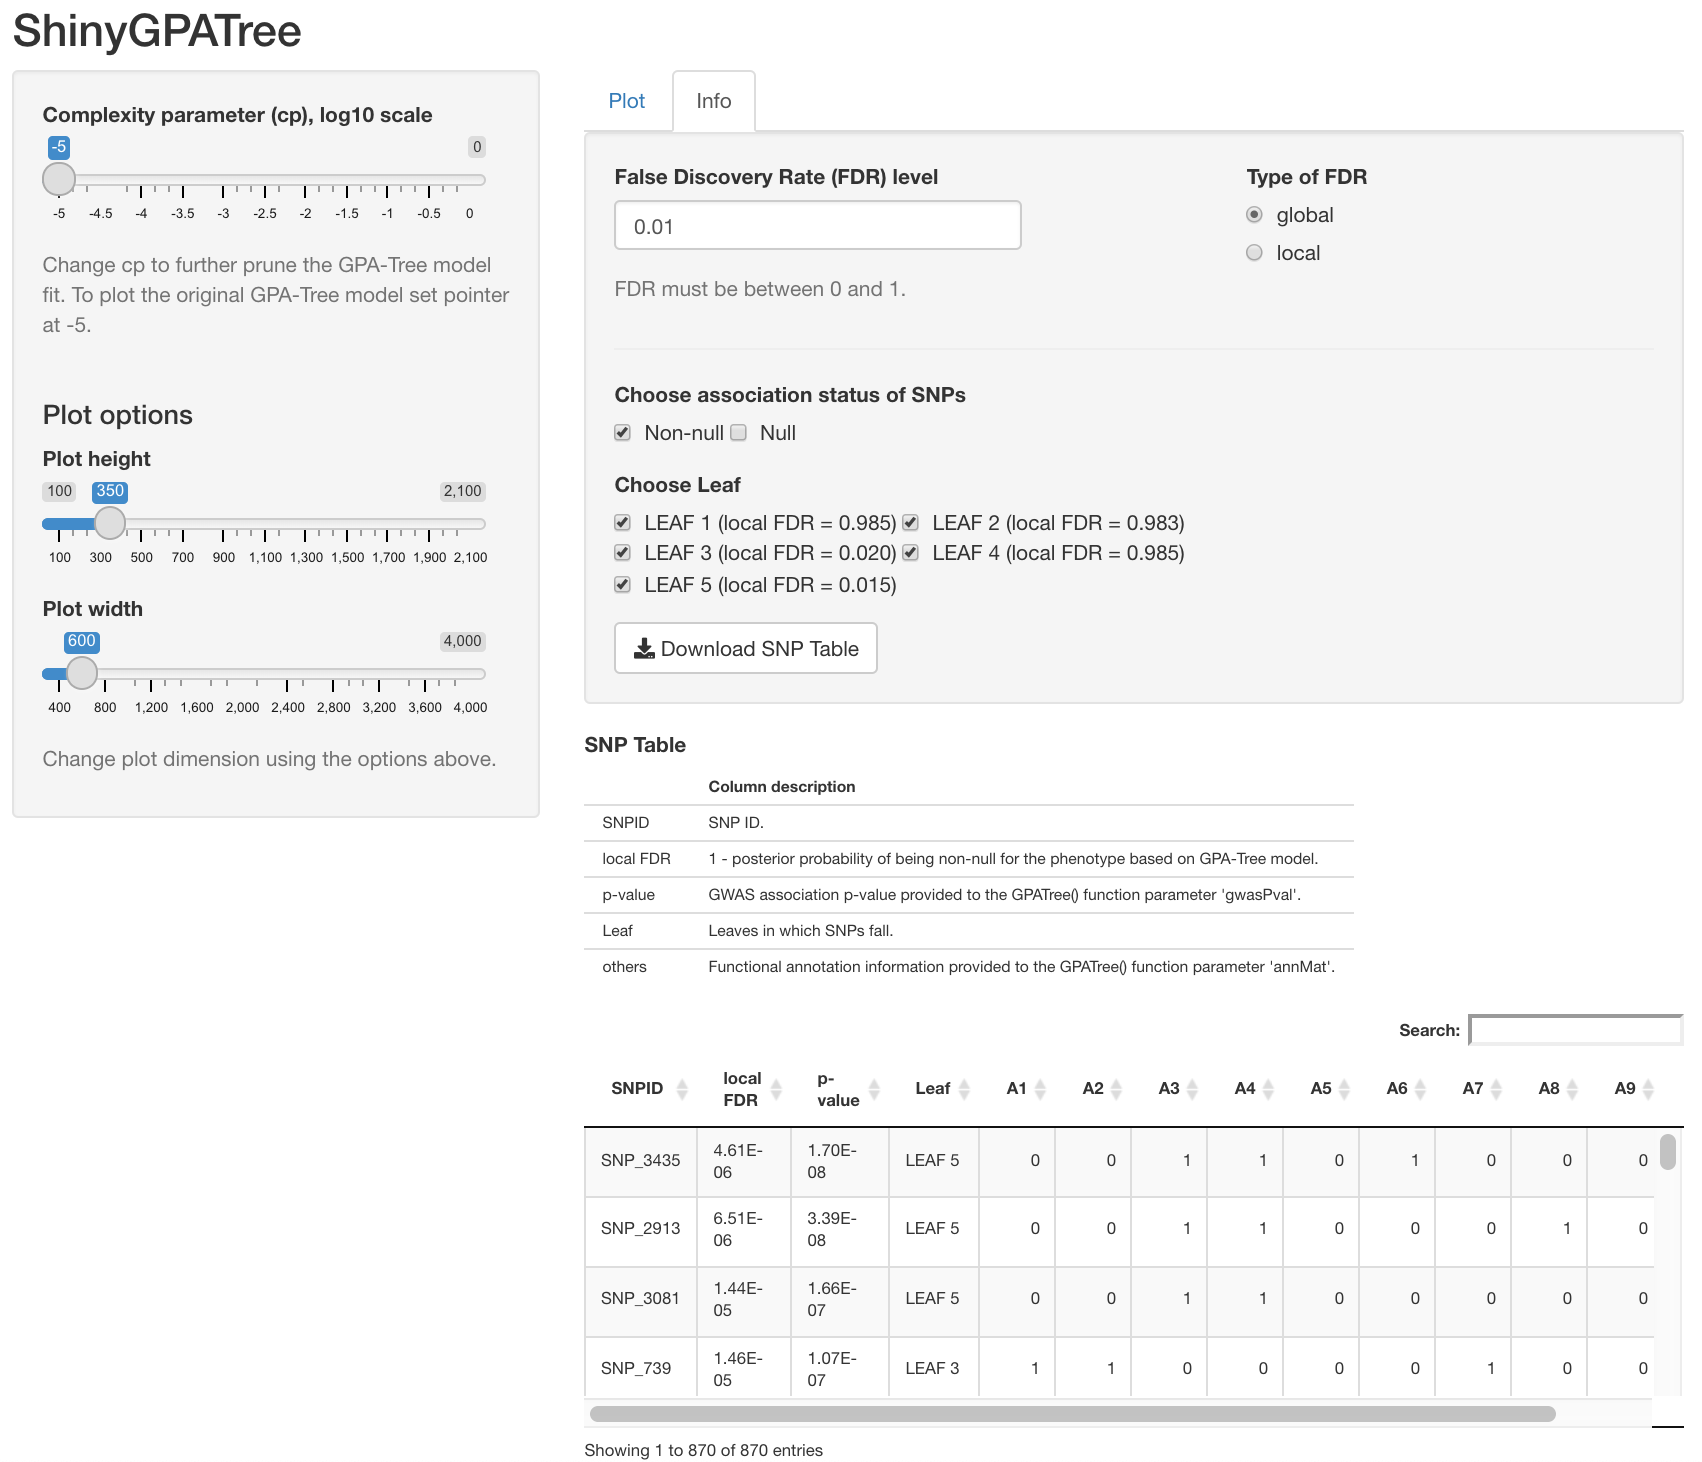 ShinyGPATree
Complexity parameter (cp), log10 scale
-5 0
-5 -4.5 -4 -3.5 -3 -2.5 -2 -1.5 -1 -0.5 0
Change cp to further prune the GPA-Tree model
fit. To plot the original GPA-Tree model set pointer
at -5.
Plot options
Plot height
100 350 2,100
100 300 500 700 900 1,100 1,300 1,500 1,700 1,900 2,100
Plot width
600 4,000
400 800 1,200 1,600 2,000 2,400 2,800 3,200 3,600 4,000
Change plot dimension using the options above.
Plot Info
False Discovery Rate (FDR) level
0.01
FDR must be between 0 and 1.
Type of FDR
global
local
Choose association status of SNPs
Non-null Null
Choose Leaf
LEAF 1 (local FDR = 0.985) LEAF 2 (local FDR = 0.983)
LEAF 3 (local FDR = 0.020) LEAF 4 (local FDR = 0.985)
LEAF 5 (local FDR = 0.015)
Download SNP Table
SNP Table
Column description
SNPID SNP ID.
local FDR 1 - posterior probability of being non-null for the phenotype based on GPA-Tree model.
p-value GWAS association p-value provided to the GPATree() function parameter 'gwasPval'.
Leaf Leaves in which SNPs fall.
others Functional annotation information provided to the GPATree() function parameter 'annMat'.
Search:
SNPID local FDR p-value Leaf A1 A2 A3 A4 A5 A6 A7 A8 A9
SNP_3435 4.61E-06 1.70E-08 LEAF 5 0 0 1 1 0 1 0 0 0
SNP_2913 6.51E-06 3.39E-08 LEAF 5 0 0 1 1 0 0 0 1 0
SNP_3081 1.44E-05 1.66E-07 LEAF 5 0 0 1 1 0 0 0 0 0
SNP_739 1.46E-05 1.07E-07 LEAF 3 1 1 0 0 0 0 1 0 0
Showing 1 to 870 of 870 entries